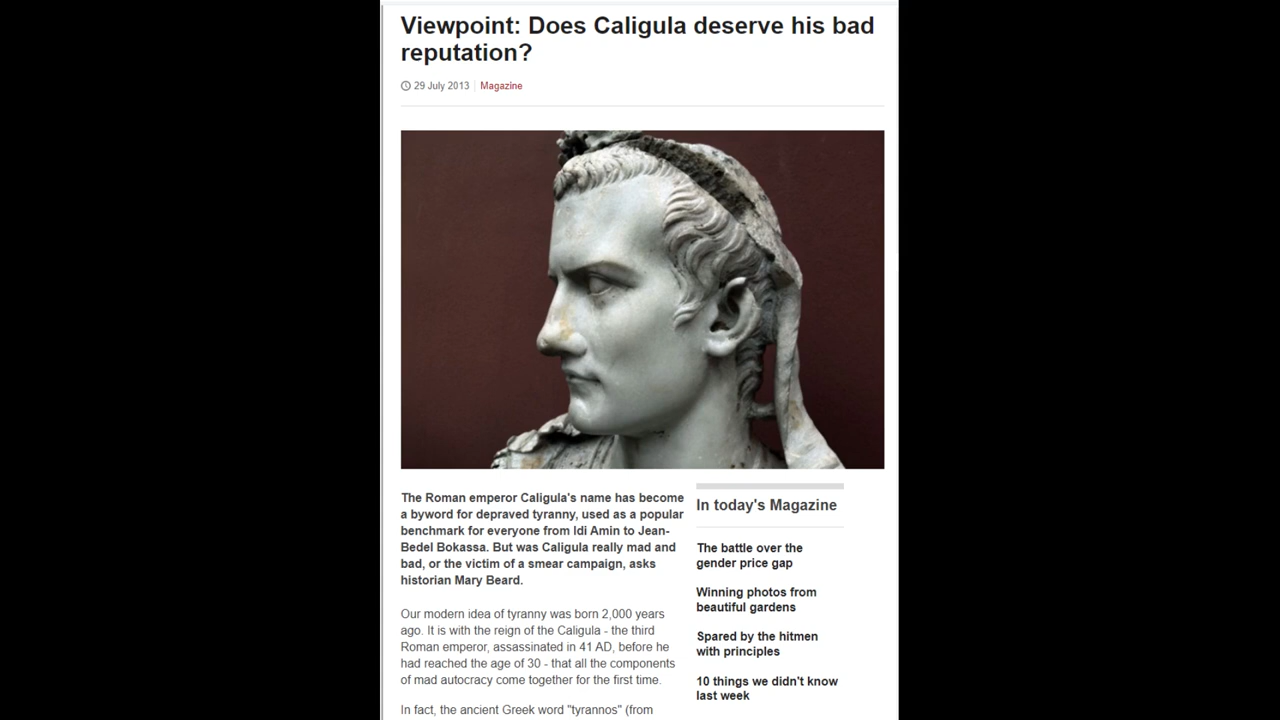 Viewpoint: Does Caligula deserve his bad
reputation?
29 July 2013 Magazine
The Roman emperor Caligula's name has become
a byword for depraved tyranny, used as a popular
benchmark for everyone from Idi Amin to Jean-
Bedel Bokassa. But was Caligula really mad and
bad, or the victim of a smear campaign, asks
historian Mary Beard.
Our modern idea of tyranny was born 2,000 years
ago. It is with the reign of the Caligula - the third
Roman emperor, assassinated in 41 AD, before he
had reached the age of 30 - that all the components
of mad autocracy come together for the first time.
In fact, the ancient Greek word "tyrannos" (from
In today's Magazine
The battle over the
gender price gap
Winning photos from
beautiful gardens
Spared by the hitmen
with principles
10 things we didn't know
last week